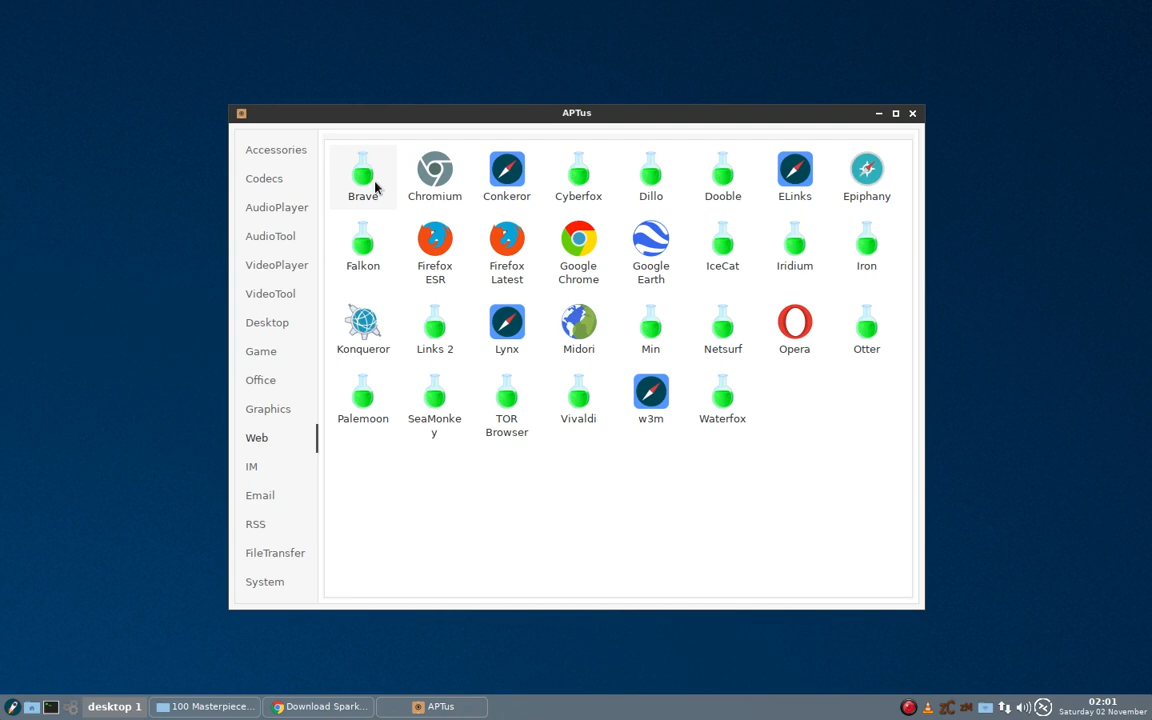 APTus
Accessories
Codecs
AudioPlayer
AudioTool
VideoPlayer
VideoTool
Desktop
Game
Office
Graphics
Web
IM
Email
RSS
FileTransfer
System
Brave
Chromium
Conkeror
Cyberfox
Dillo
Dooble
ELinks
Epiphany
Falkon
Firefox
ESR
Firefox
Latest
Google
Chrome
Google
Earth
IceCat
Iridium
Iron
Konqueror
Links 2
Lynx
Midori
Min
Netsurf
Opera
Otter
Palemoon
SeaMonke
y
TOR
Browser
Vivaldi
w3m
Waterfox
desktop 1
100 Masterpiece...
Download Spark...
APTus
02:01
Saturday 02 November